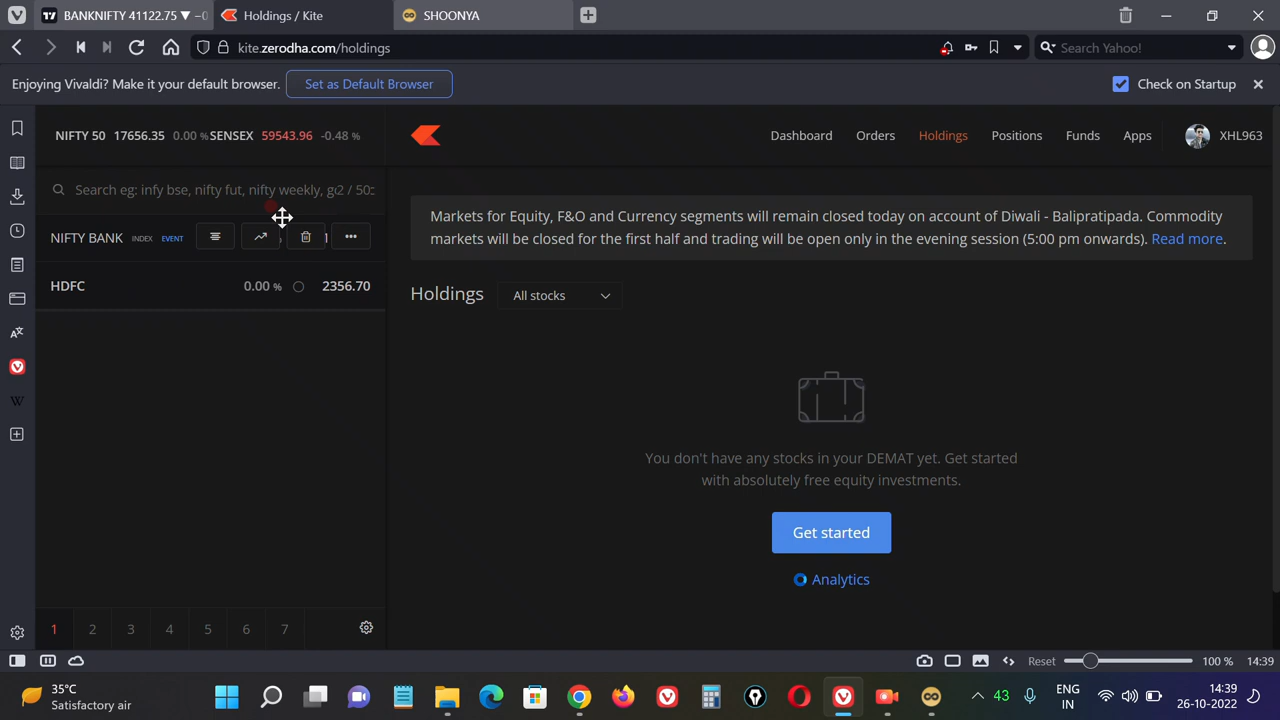 BANKNIFTY 41122.75 ▼ −0
Holdings / Kite
SHOONYA
kite.zerodha.com/holdings
Search Yahoo!
Enjoying Vivaldi? Make it your default browser.
Set as Default Browser
Check on Startup
NIFTY 50 17656.35 0.00 % SENSEX 59543.96 -0.48 %
Dashboard Orders Holdings Positions Funds Apps XHL963
Search eg: infy bse, nifty fut, nifty weekly, g 2 / 50
NIFTY BANK INDEX EVENT
HDFC 0.00 % 2356.70
Markets for Equity, F&O and Currency segments will remain closed today on account of Diwali - Balipratipada. Commodity
markets will be closed for the first half and trading will be open only in the evening session (5:00 pm onwards). Read more.
Holdings All stocks
You don't have any stocks in your DEMAT yet. Get started
with absolutely free equity investments.
Get started
Analytics
1 2 3 4 5 6 7
Reset 100 % 14:39
35°C
Satisfactory air
43
ENG
IN
14:39
26-10-2022